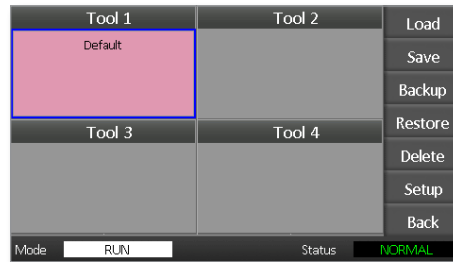 Tool 1
Tool 2
Default
Tool 3
Tool 4
Load
Save
Backup
Restore
Delete
Setup
Back
Mode RUN Status NORMAL